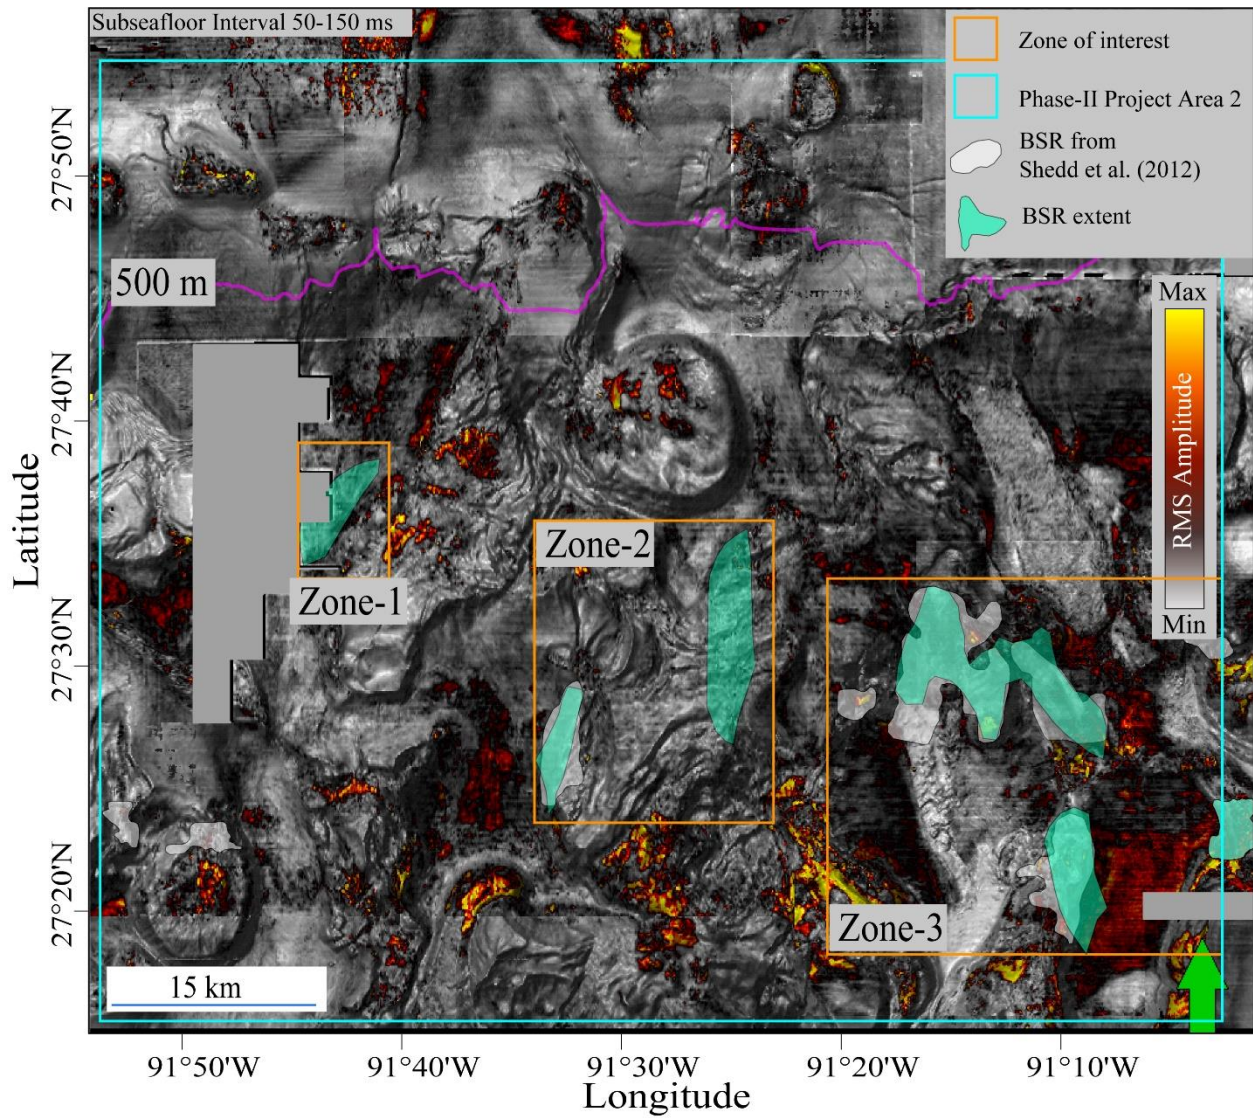 Subseafloor Interval 50-150 ms
Zone of interest
Phase-II Project Area 2
BSR from
Shedd et al. (2012)
BSR extent
500 m
Max
RMS Amplitude
Min
Zone-1
Zone-2
Zone-3
15 km
27°50'N
27°40'N
27°30'N
27°20'N
Latitude
91°50'W
91°40'W
91°30'W
91°20'W
91°10'W
Longitude